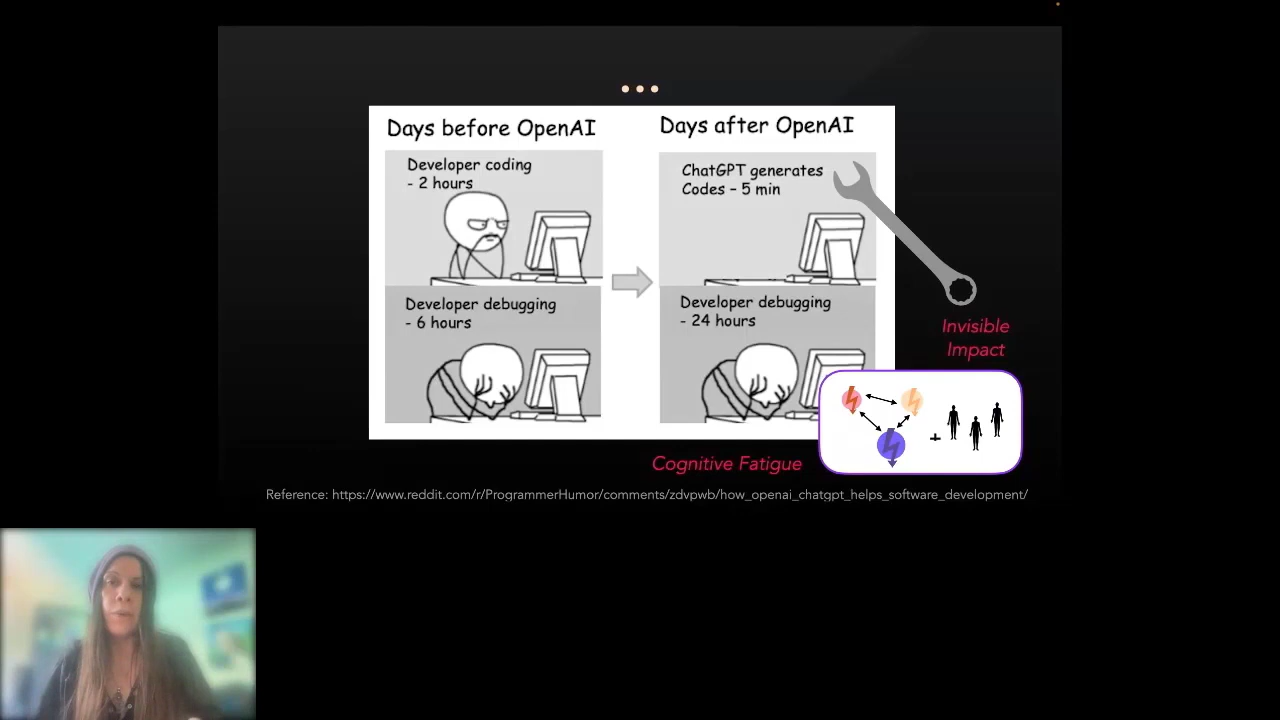 Days before OpenAI
Days after OpenAI
Developer coding
- 2 hours
ChatGPT generates
Codes – 5 min
Developer debugging
- 6 hours
Developer debugging
- 24 hours
Invisible
Impact
+
Cognitive Fatigue
Reference: https://www.reddit.com/r/ProgrammerHumor/comments/zdvpwb/how_openai_chatgpt_helps_software_development/